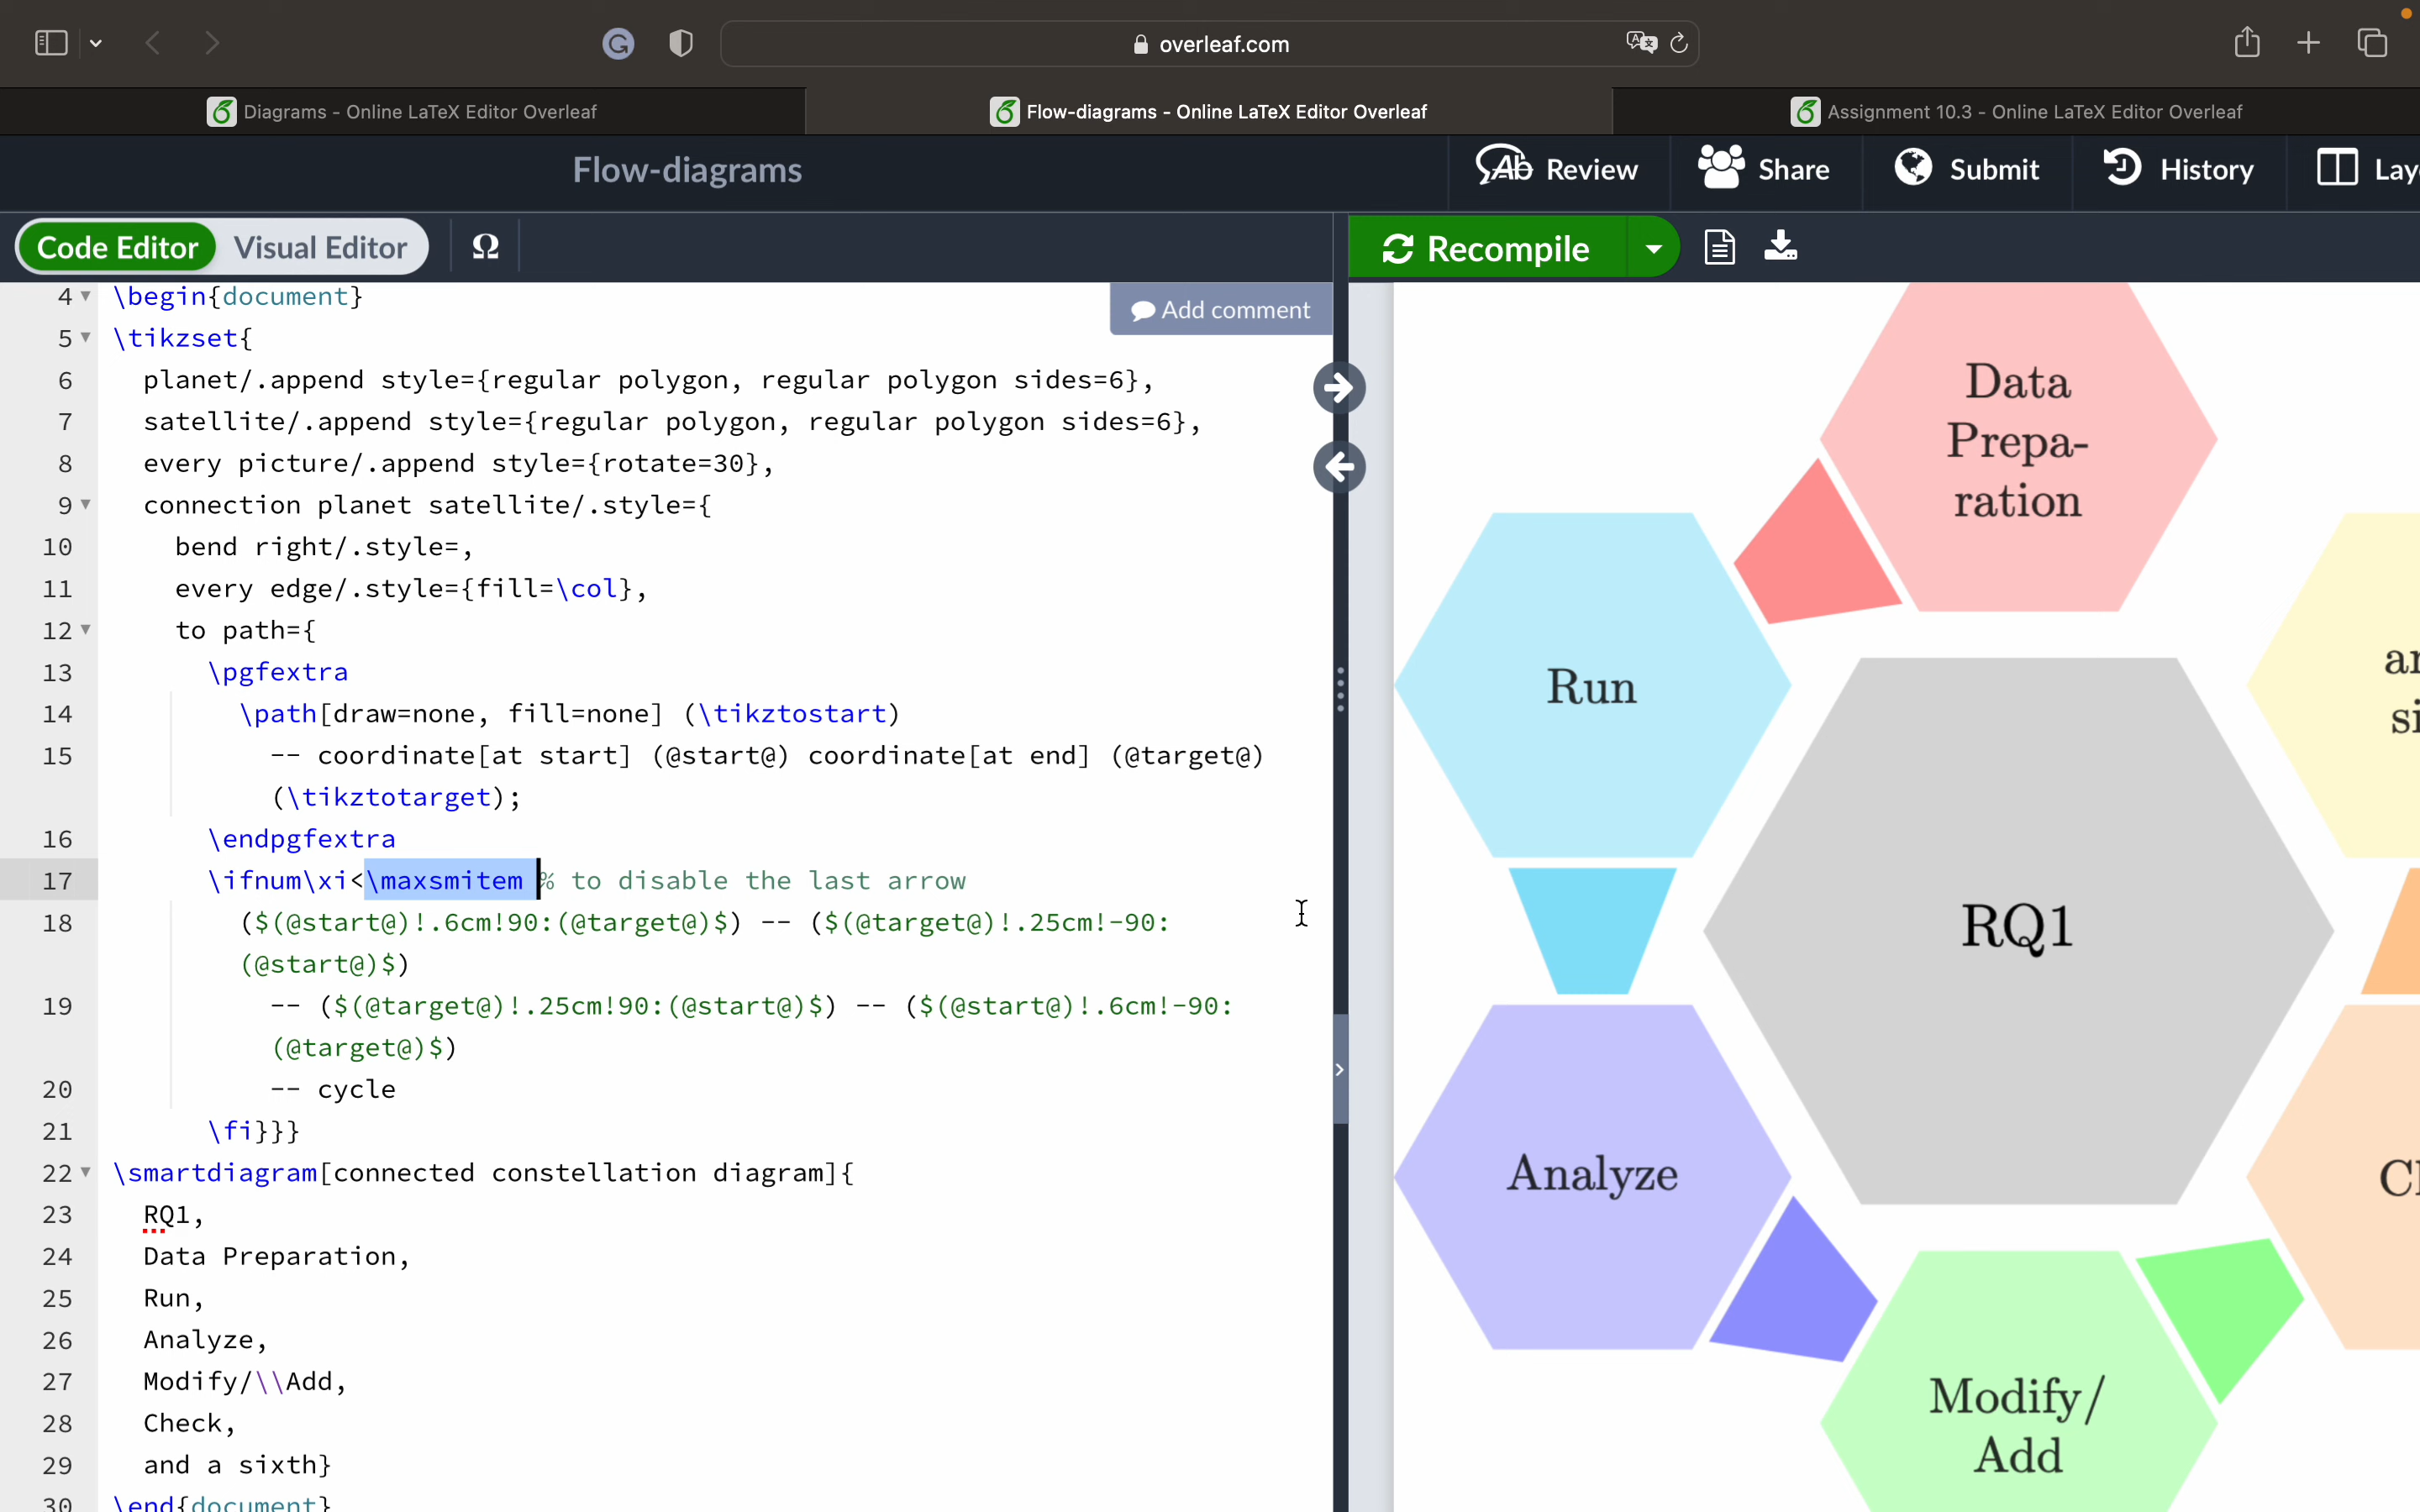 overleaf.com
Diagrams - Online LaTeX Editor Overleaf
Flow-diagrams - Online LaTeX Editor Overleaf
Assignment 10.3 - Online LaTeX Editor Overleaf
Flow-diagrams
Review
Share
Submit
History
Lay
Code Editor
Visual Editor
Ω
Recompile
Add comment
4 \begin{document}
5 \tikzset{
6 planet/.append style={regular polygon, regular polygon sides=6},
7 satellite/.append style={regular polygon, regular polygon sides=6},
8 every picture/.append style={rotate=30},
9 connection planet satellite/.style={
10 bend right/.style=,
11 every edge/.style={fill=\col},
12 to path={
13 \pgfextra
14 \path[draw=none, fill=none] (\tikztostart)
15 -- coordinate[at start] (@start@) coordinate[at end] (@target@)
(\tikztotarget);
16 \endpgfextra
17 \ifnum\xi<\maxsmitem % to disable the last arrow
18 ($(@start@)!.6cm!90:(@target@)$) -- ($(@target@)!.25cm!-90:
(@start@)$)
19 -- ($(@target@)!.25cm!90:(@start@)$) -- ($(@start@)!.6cm!-90:
(@target@)$)
20 -- cycle
21 \fi}}}
22 \smartdiagram[connected constellation diagram]{
23 RQ1,
24 Data Preparation,
25 Run,
26 Analyze,
27 Modify/\\Add,
28 Check,
29 and a sixth}
30 \end{document}
Data
Prepa-
ration
Run
an
si
RQ1
Analyze
Ch
Modify/
Add